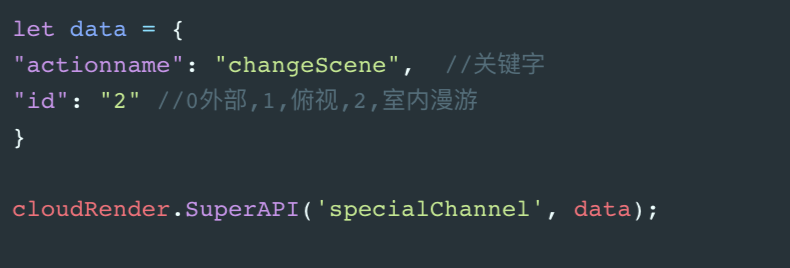 let data = {
"actionname": "changeScene",  //关键字
"id": "2" //0外部,1,俯视,2,室内漫游
}
cloudRender.SuperAPI('specialChannel', data);